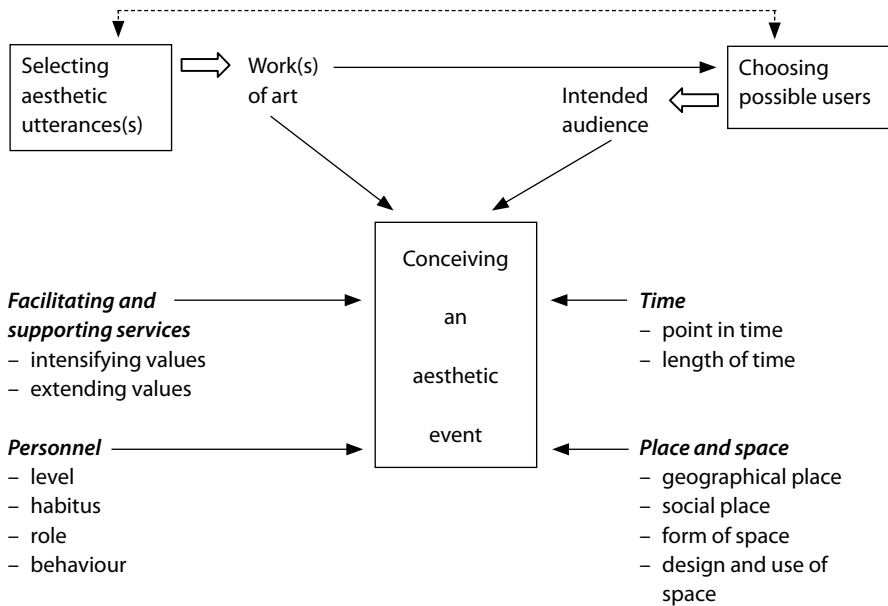 Selecting
aesthetic
utterances(s)
Work(s)
of art
Intended
audience
Choosing
possible users
Conceiving
an
aesthetic
event
Facilitating and
supporting services
– intensifying values
– extending values
Personnel
– level
– habitus
– role
– behaviour
Time
– point in time
– length of time
Place and space
– geographical place
– social place
– form of space
– design and use of
space